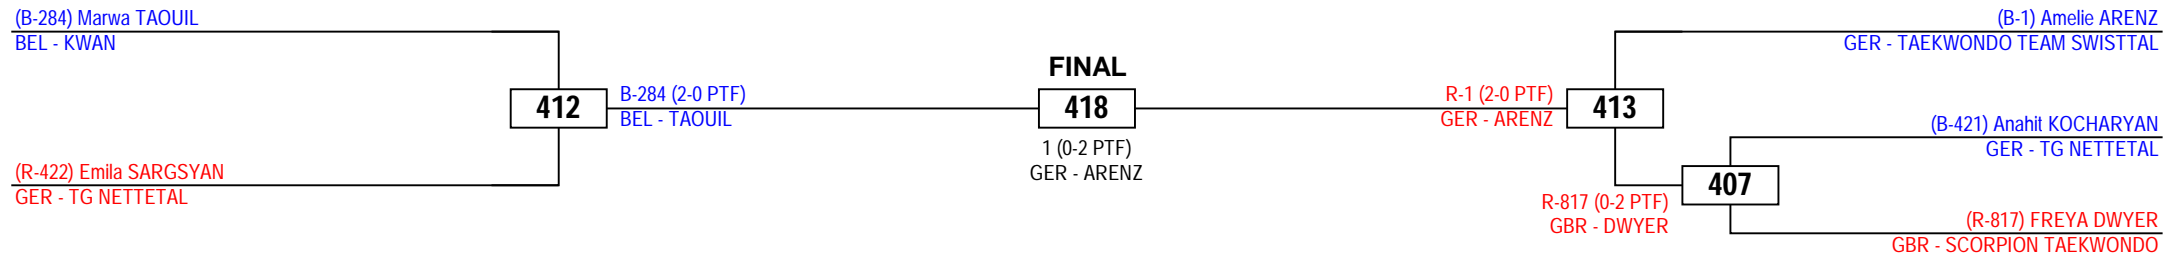 (B-284) Marwa TAOUIL
BEL - KWAN
(R-422) Emila SARGSYAN
GER - TG NETTETAL
412
B-284 (2-0 PTF)
BEL - TAOUIL
FINAL
418
1 (0-2 PTF)
GER - ARENZ
R-1 (2-0 PTF)
GER - ARENZ
413
(B-1) Amelie ARENZ
GER - TAEKWONDO TEAM SWISTTAL
(B-421) Anahit KOCHARYAN
GER - TG NETTETAL
407
R-817 (0-2 PTF)
GBR - DWYER
(R-817) FREYA DWYER
GBR - SCORPION TAEKWONDO